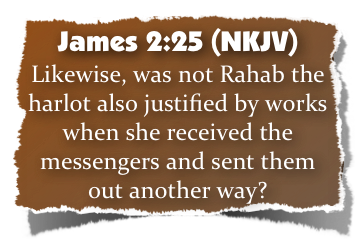 James 2:25 (NKJV)
Likewise, was not Rahab the
harlot also justified by works
when she received the
messengers and sent them
out another way?